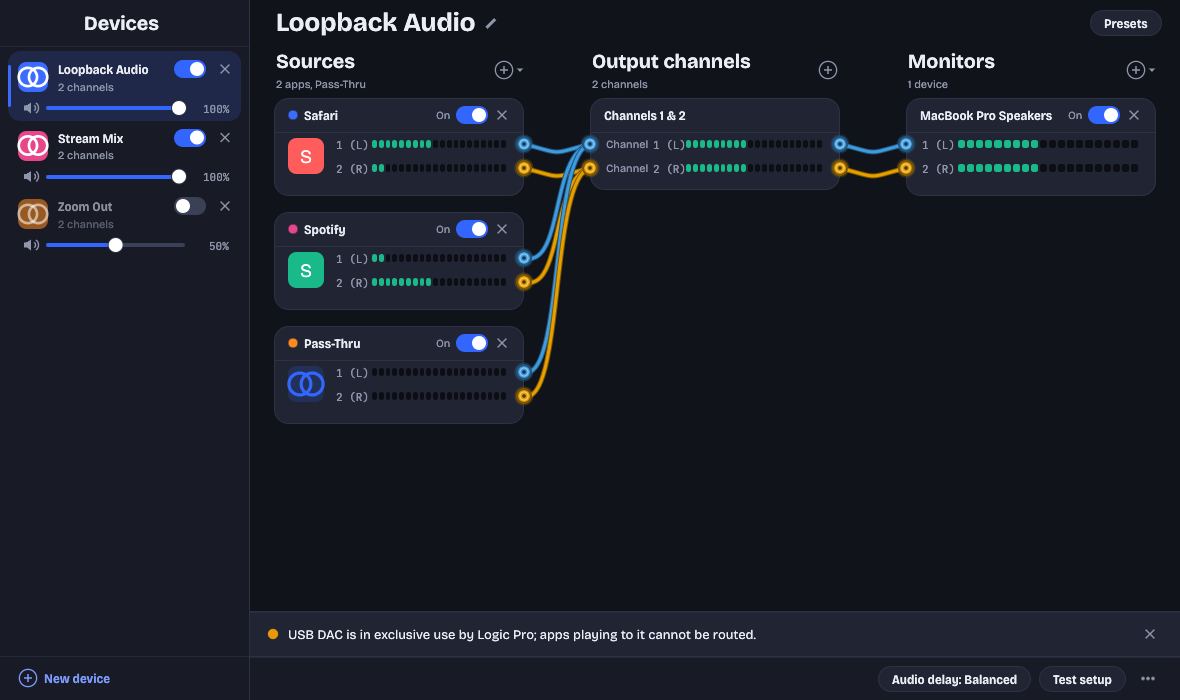 Devices
Loopback Audio
2 channels
100%
Stream Mix
2 channels
100%
Zoom Out
2 channels
50%
New device
Loopback Audio
Presets
Sources
2 apps, Pass-Thru
Safari
On
S
1 (L)
2 (R)
Spotify
On
S
1 (L)
2 (R)
Pass-Thru
On
1 (L)
2 (R)
Output channels
2 channels
Channels 1 & 2
Channel 1 (L)
Channel 2 (R)
Monitors
1 device
MacBook Pro Speakers
On
1 (L)
2 (R)
USB DAC is in exclusive use by Logic Pro; apps playing to it cannot be routed.
Audio delay: Balanced
Test setup